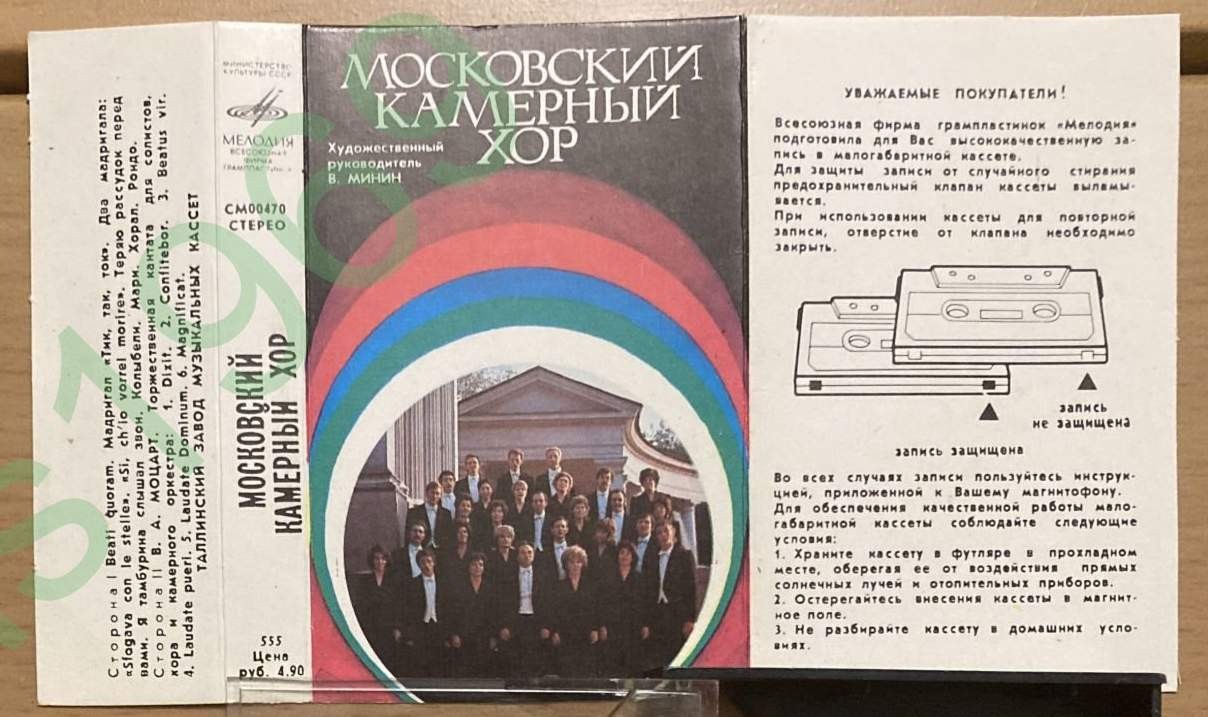 Сторона I Beati quoram. Мадригал «Тик, так, ток». Два мадригала:
«Sfogava con le stelle». «Si, ch'io vorrei morire». Теряю рассудок перед
вами. Я тамбурина слышал звон. Колыбели. Мари. Хорал. Рондо.
Сторона II В. А. МОЦАРТ. Торжественная кантата для солистов,
хора и камерного оркестра: 1. Dixit. 2. Confitebor. 3. Beatus vir.
4. Laudate pueri. 5. Laudate Dominum. 6. Magnificat.
ТАЛЛИНСКИЙ ЗАВОД МУЗЫКАЛЬНЫХ КАССЕТ
МИНИСТЕРСТВО
КУЛЬТУРЫ СССР
МЕЛОДИЯ
ВСЕСОЮЗНАЯ
ФИРМА
ГРАМПЛАСТИНОК
СМ00470
СТЕРЕО
МОСКОВСКИЙ
КАМЕРНЫЙ ХОР
555
Цена
руб. 4.90
МОСКОВСКИЙ
КАМЕРНЫЙ
ХОР
Художественный
руководитель
В. МИНИН
УВАЖАЕМЫЕ ПОКУПАТЕЛИ!
Всесоюзная фирма грампластинок «Мелодия»
подготовила для Вас высококачественную за-
пись в малогабаритной кассете.
Для защиты записи от случайного стирания
предохранительный клапан кассеты выламы-
вается.
При использовании кассеты для повторной
записи, отверстие от клапана необходимо
закрыть.
запись
не защищена
запись защищена
Во всех случаях записи пользуйтесь инструк-
цией, приложенной к Вашему магнитофону.
Для обеспечения качественной работы мало-
габаритной кассеты соблюдайте следующие
условия:
1. Храните кассету в футляре в прохладном
месте, оберегая ее от воздействия прямых
солнечных лучей и отопительных приборов.
2. Остерегайтесь внесения кассеты в магнит-
ное поле.
3. Не разбирайте кассету в домашних усло-
виях.